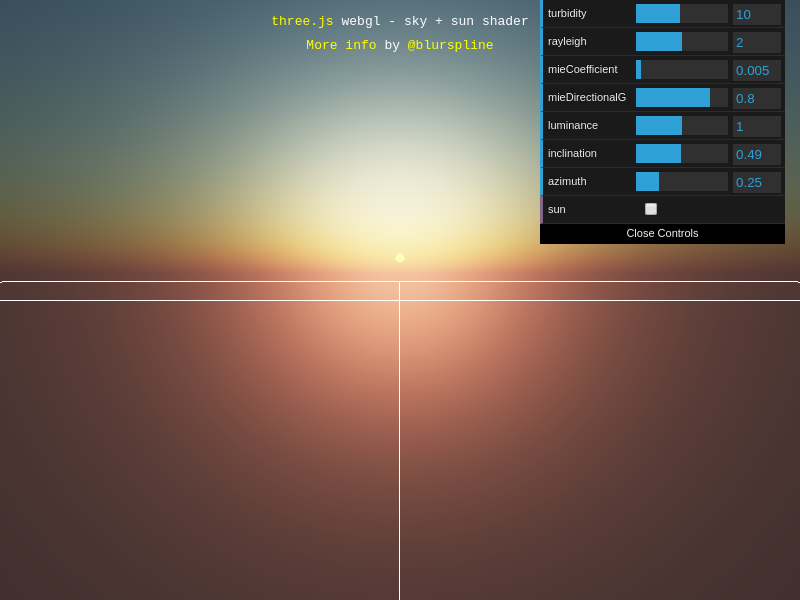 three.js webgl - sky + sun shader
More info by @blurspline
turbidity 10
rayleigh 2
mieCoefficient 0.005
mieDirectionalG 0.8
luminance 1
inclination 0.49
azimuth 0.25
sun
Close Controls